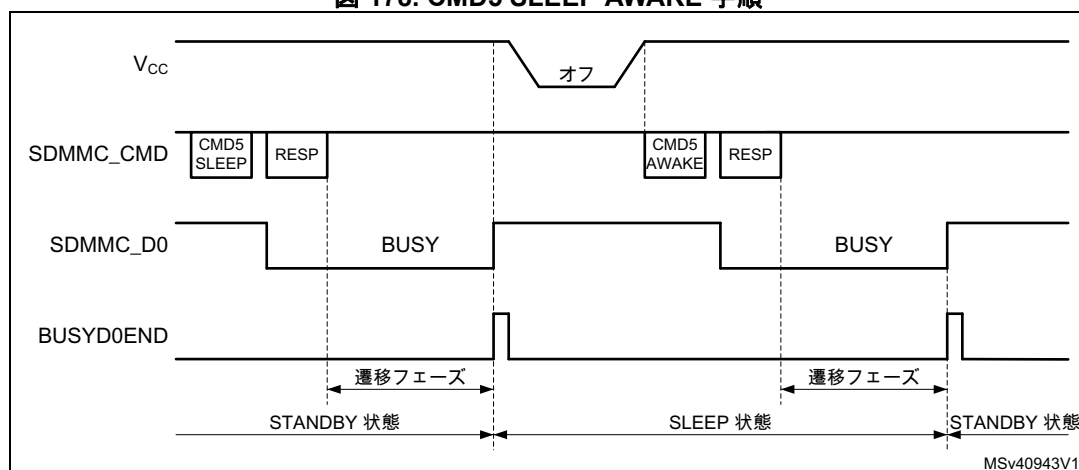 図 178. CMD5 SLEEP AWAKE 手順
VCC
オフ
SDMMC_CMD
CMD5
SLEEP
RESP
CMD5
AWAKE
RESP
SDMMC_D0
BUSY
BUSY
BUSYD0END
遷移フェーズ
遷移フェーズ
STANDBY 状態
SLEEP 状態
STANDBY 状態
MSv40943V1